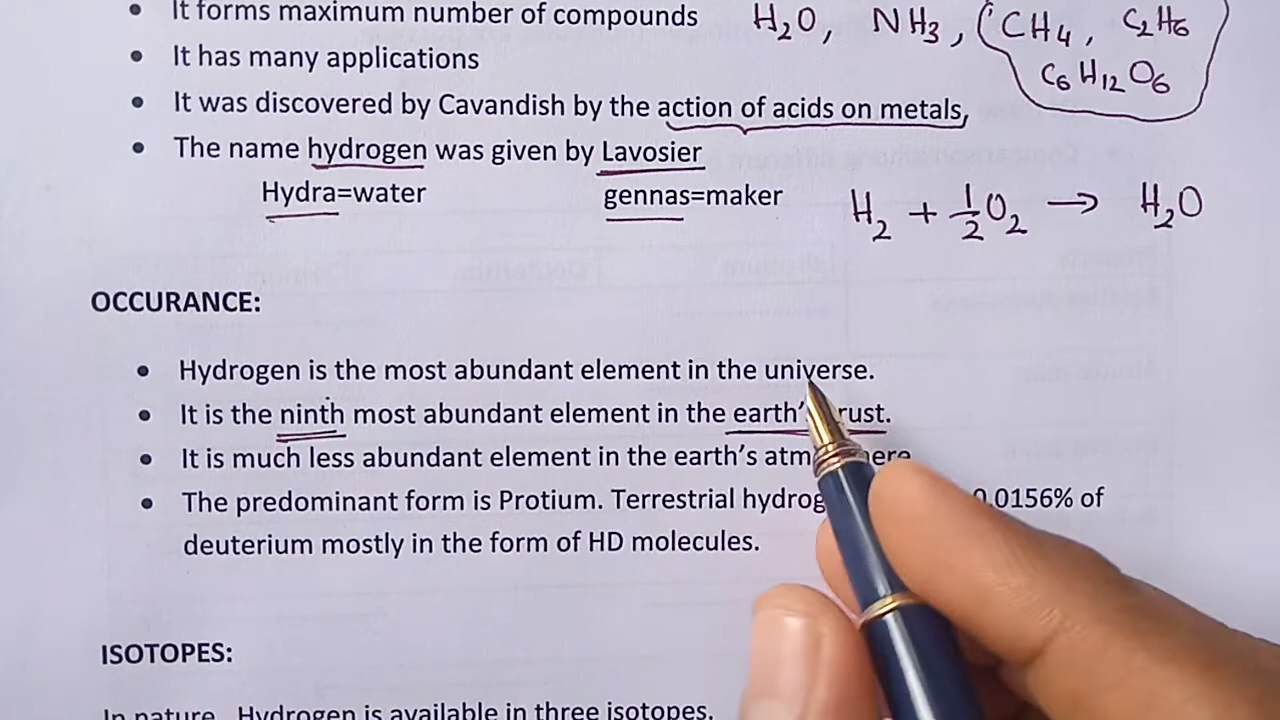 It forms maximum number of compounds H2O, NH3, (CH4, C2H6
It has many applications C6H12O6
It was discovered by Cavandish by the action of acids on metals,
The name hydrogen was given by Lavosier
Hydra=water gennas=maker H2 + 1/2 O2 → H2O
OCCURANCE:
Hydrogen is the most abundant element in the universe.
It is the ninth most abundant element in the earth's
It is much less abundant element in the earth's
The predominant form is Protium. Terrestrial 0.0156% of
deuterium mostly in the form of HD molecules.
ISOTOPES:
In nature, Hydrogen is available in three isotopes.